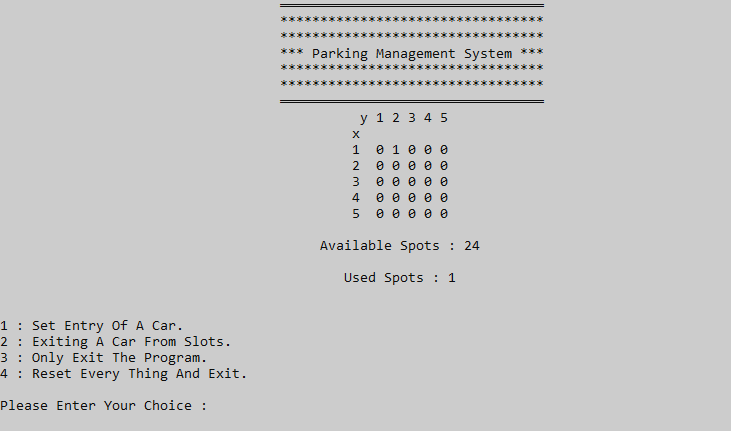 *********************************
*********************************
*** Parking Management System ***
*********************************
*********************************
y 1 2 3 4 5
x
1 0 1 0 0 0
2 0 0 0 0 0
3 0 0 0 0 0
4 0 0 0 0 0
5 0 0 0 0 0
Available Spots : 24
Used Spots : 1
1 : Set Entry Of A Car.
2 : Exiting A Car From Slots.
3 : Only Exit The Program.
4 : Reset Every Thing And Exit.
Please Enter Your Choice :